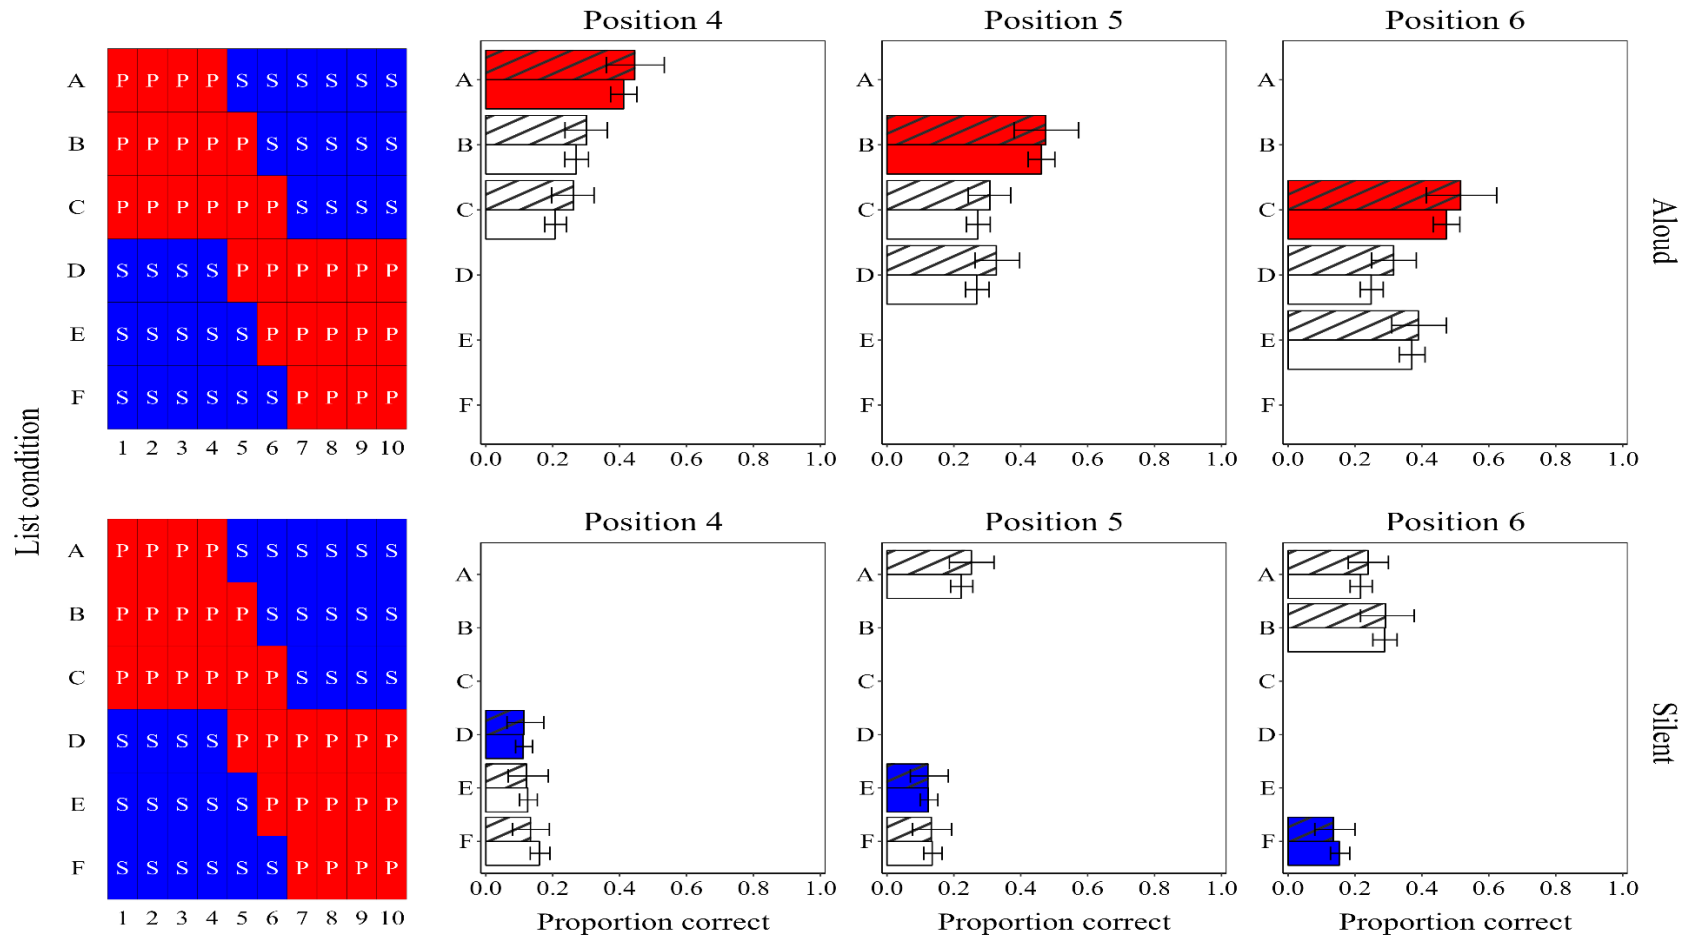 List condition
A P P P P S S S S S S
B P P P P P S S S S S
C P P P P P P S S S S
D S S S S P P P P P P
E S S S S S P P P P P
F S S S S S S P P P P
1 2 3 4 5 6 7 8 9 10
Position 4
A
B
C
D
E
F
0.0 0.2 0.4 0.6 0.8 1.0
Position 5
A
B
C
D
E
F
0.0 0.2 0.4 0.6 0.8 1.0
Position 6
A
B
C
D
E
F
0.0 0.2 0.4 0.6 0.8 1.0
Aloud
A P P P P S S S S S S
B P P P P P S S S S S
C P P P P P P S S S S
D S S S S P P P P P P
E S S S S S P P P P P
F S S S S S S P P P P
1 2 3 4 5 6 7 8 9 10
Position 4
A
B
C
D
E
F
0.0 0.2 0.4 0.6 0.8 1.0
Proportion correct
Position 5
A
B
C
D
E
F
0.0 0.2 0.4 0.6 0.8 1.0
Proportion correct
Position 6
A
B
C
D
E
F
0.0 0.2 0.4 0.6 0.8 1.0
Proportion correct
Silent